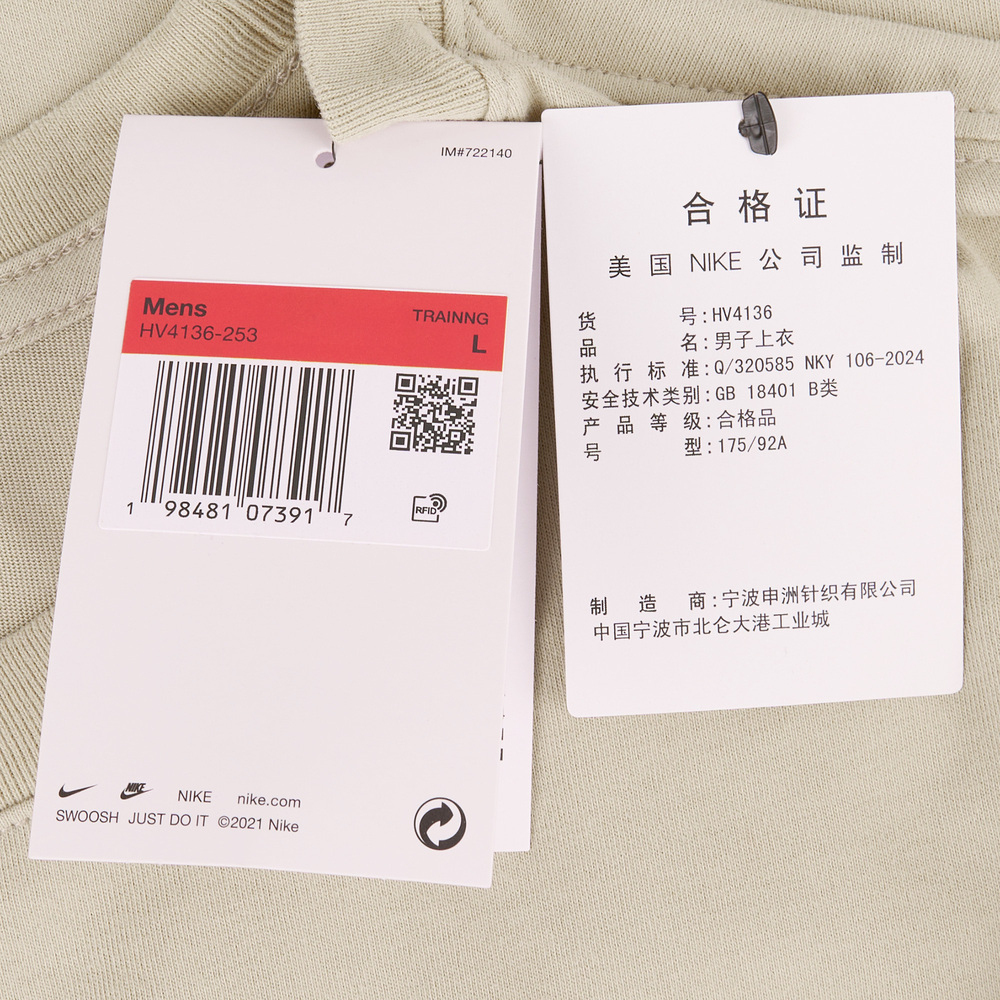 IM#722140
Mens
HV4136-253
TRAINNG
L
1 98481 07391 7
RFID
NIKE
NIKE nike.com
SWOOSH JUST DO IT ©2021 Nike
合格证
美国 NIKE 公司监制
货号:HV4136
品名:男子上衣
执行标准:Q/320585 NKY 106-2024
安全技术类别:GB 18401 B类
产品等级:合格品
号型:175/92A
制造商:宁波申洲针织有限公司
中国宁波市北仑大港工业城